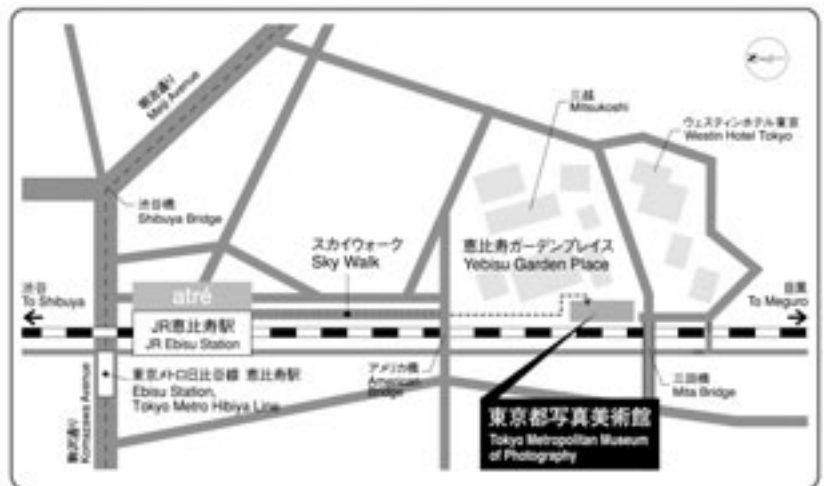 明治通り
Meiji Avenue
三越
Mitsukoshi
ウェスティンホテル東京
Westin Hotel Tokyo
渋谷橋
Shibuya Bridge
スカイウォーク
Sky Walk
恵比寿ガーデンプレイス
Yebisu Garden Place
渋谷
To Shibuya
atré
目黒
To Meguro
JR恵比寿駅
JR Ebisu Station
アメリカ橋
American
Bridge
三田橋
Mita Bridge
東京メトロ日比谷線 恵比寿駅
Ebisu Station,
Tokyo Metro Hibiya Line
駒沢通り
Komazawa Avenue
東京都写真美術館
Tokyo Metropolitan Museum
of Photography